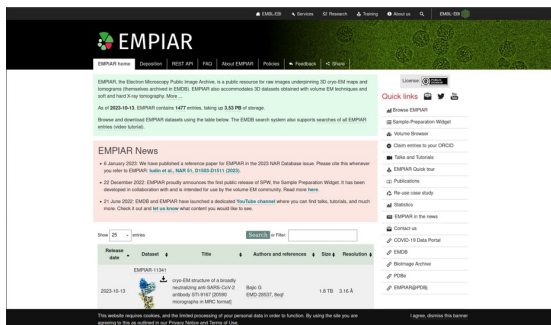 EMBL-EBI Services Research Training About us EMBL-EBI
EMPIAR
EMPIAR home Deposition REST API FAQ About EMPIAR Policies Feedback Share
EMPIAR, the Electron Microscopy Public Image Archive, is a public resource for raw images underpinning 3D cryo-EM maps and
tomograms (themselves archived in EMDB). EMPIAR also accommodates 3D datasets obtained with volume EM techniques and
soft and hard X-ray tomography. More ...
As of 2023-10-13, EMPIAR contains 1477 entries, taking up 3.53 PB of storage.
Browse and download EMPIAR datasets using the table below. The EMDB search system also supports searches of all EMPIAR
entries (video tutorial).
EMPIAR News
6 January 2023: We have published a reference paper for EMPIAR in the 2023 NAR Database issue. Please cite this whenever
you refer to EMPIAR: Iudin et al., NAR 51, D1503-D1511 (2023).
22 December 2022: EMPIAR proudly announces the first public release of SPW, the Sample Preparation Widget. It has been
developed in collaboration with and is intended for use by the volume EM community. Read more here.
21 June 2022: EMDB and EMPIAR have launched a dedicated YouTube channel where you can find talks, tutorials, and much
more. Check it out and let us know what content you would like to see.
Show 25 entries Search or Filter:
Release date Dataset Title Authors and references Size Resolution
2023-10-13
EMPIAR-11341
cryo-EM structure of a broadly
neutralizing anti-SARS-CoV-2
antibody STI-9167 [20590
micrographs in MRC format]
Bajic G
EMD-28537, 8eqf
1.8 TB 3.16 Å
License:
Quick links
Browse EMPIAR
Sample-Preparation Widget
Volume Browser
Claim entries to your ORCID
Talks and Tutorials
EMPIAR Quick tour
Publications
Re-use case study
Statistics
EMPIAR in the news
Contact us
COVID-19 Data Portal
EMDB
BioImage Archive
PDBe
EMPIAR@PDBj
This website requires cookies, and the limited processing of your personal data in order to function. By using the site you are
agreeing to this as outlined in our Privacy Notice and Terms of Use.
I agree, dismiss this banner